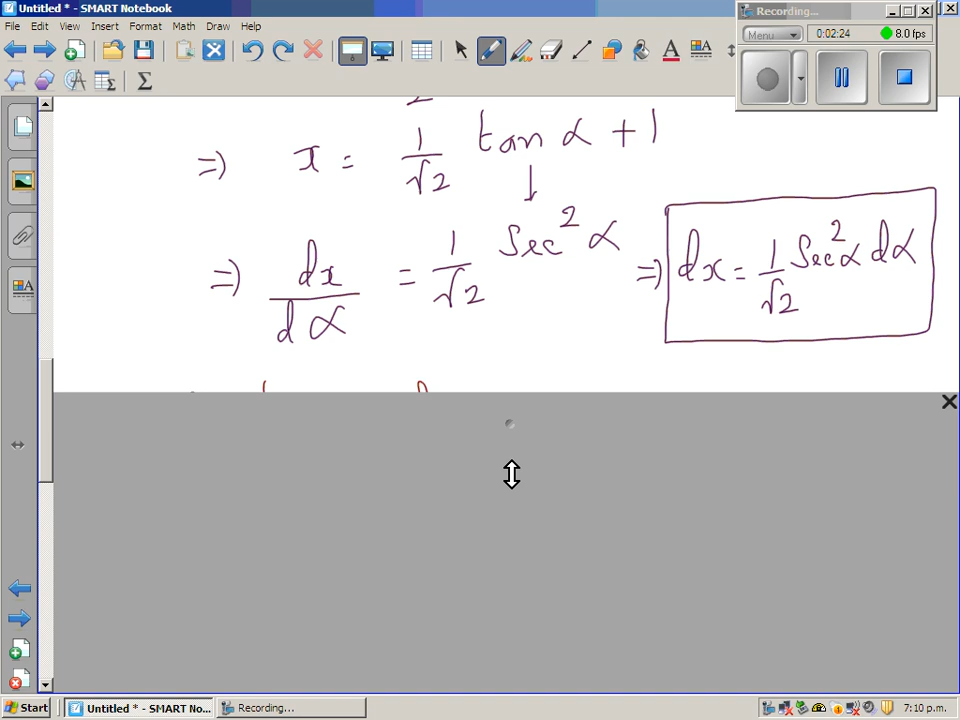 Untitled * - SMART Notebook
File Edit View Insert Format Math Draw Help
Recording...
Menu 0:02:24 8.0 fps
⇒) x = 1/√2 tan α + 1
⇒) dx/dα = 1/√2 Sec² α ⇒) dx = 1/√2 Sec²α dα
Start Untitled * - SMART No... Recording... 7:10 p.m.